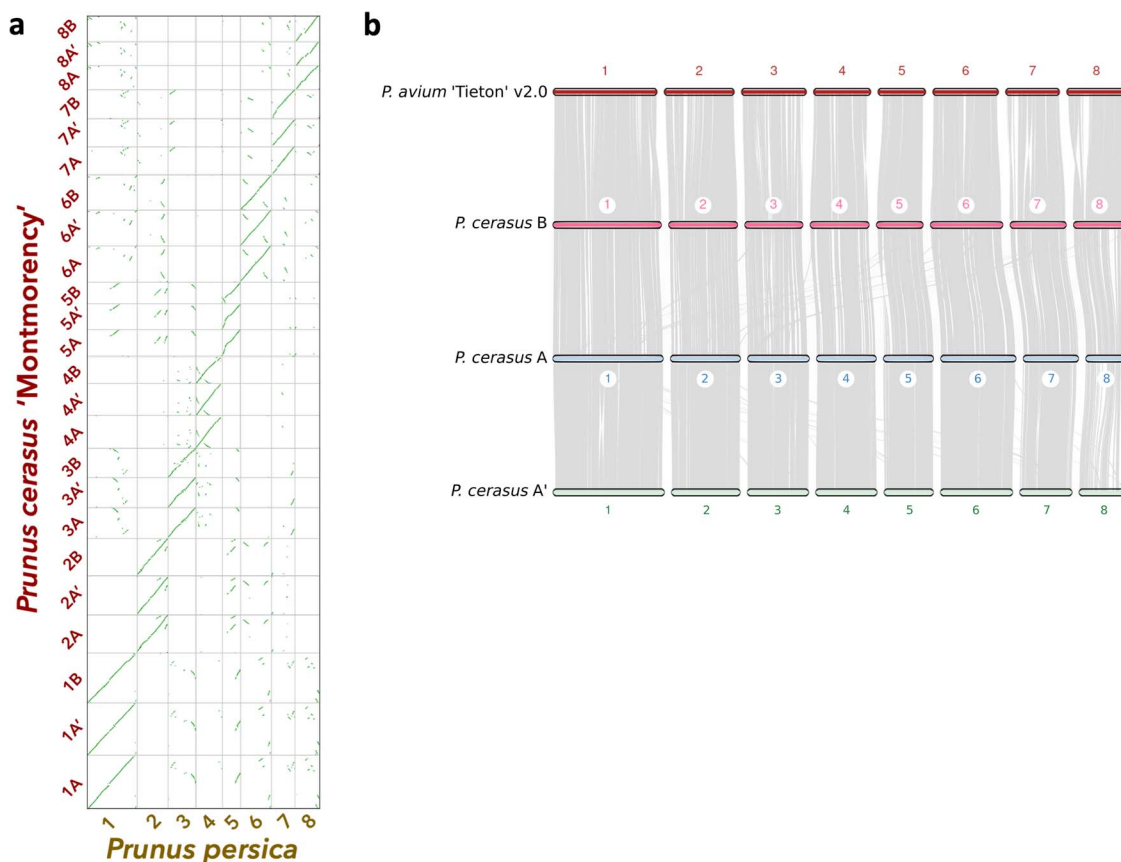 a
8B
8A'
8A
7B
7A'
7A
6B
6A'
6A
5B
5A'
5A
4B
4A'
4A
3B
3A'
3A
2B
2A'
2A
1B
1A'
1A
Prunus cerasus 'Montmorency'
1 2 3 4 5 6 7 8
Prunus persica
b
1 2 3 4 5 6 7 8
P. avium 'Tieton' v2.0
1 2 3 4 5 6 7 8
P. cerasus B
P. cerasus A
1 2 3 4 5 6 7 8
P. cerasus A'
1 2 3 4 5 6 7 8